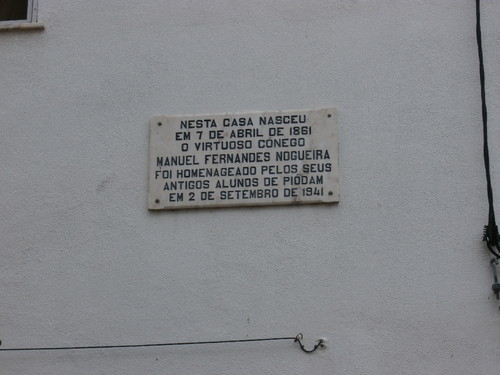 NESTA CASA NASCEU
EM 7 DE ABRIL DE 1861
O VIRTUOSO CONEGO
MANUEL FERNANDES NOGUEIRA
FOI HOMENAGEADO PELOS SEUS
ANTIGOS ALUNOS DE PIODAM
EM 2 DE SETEMBRO DE 1941